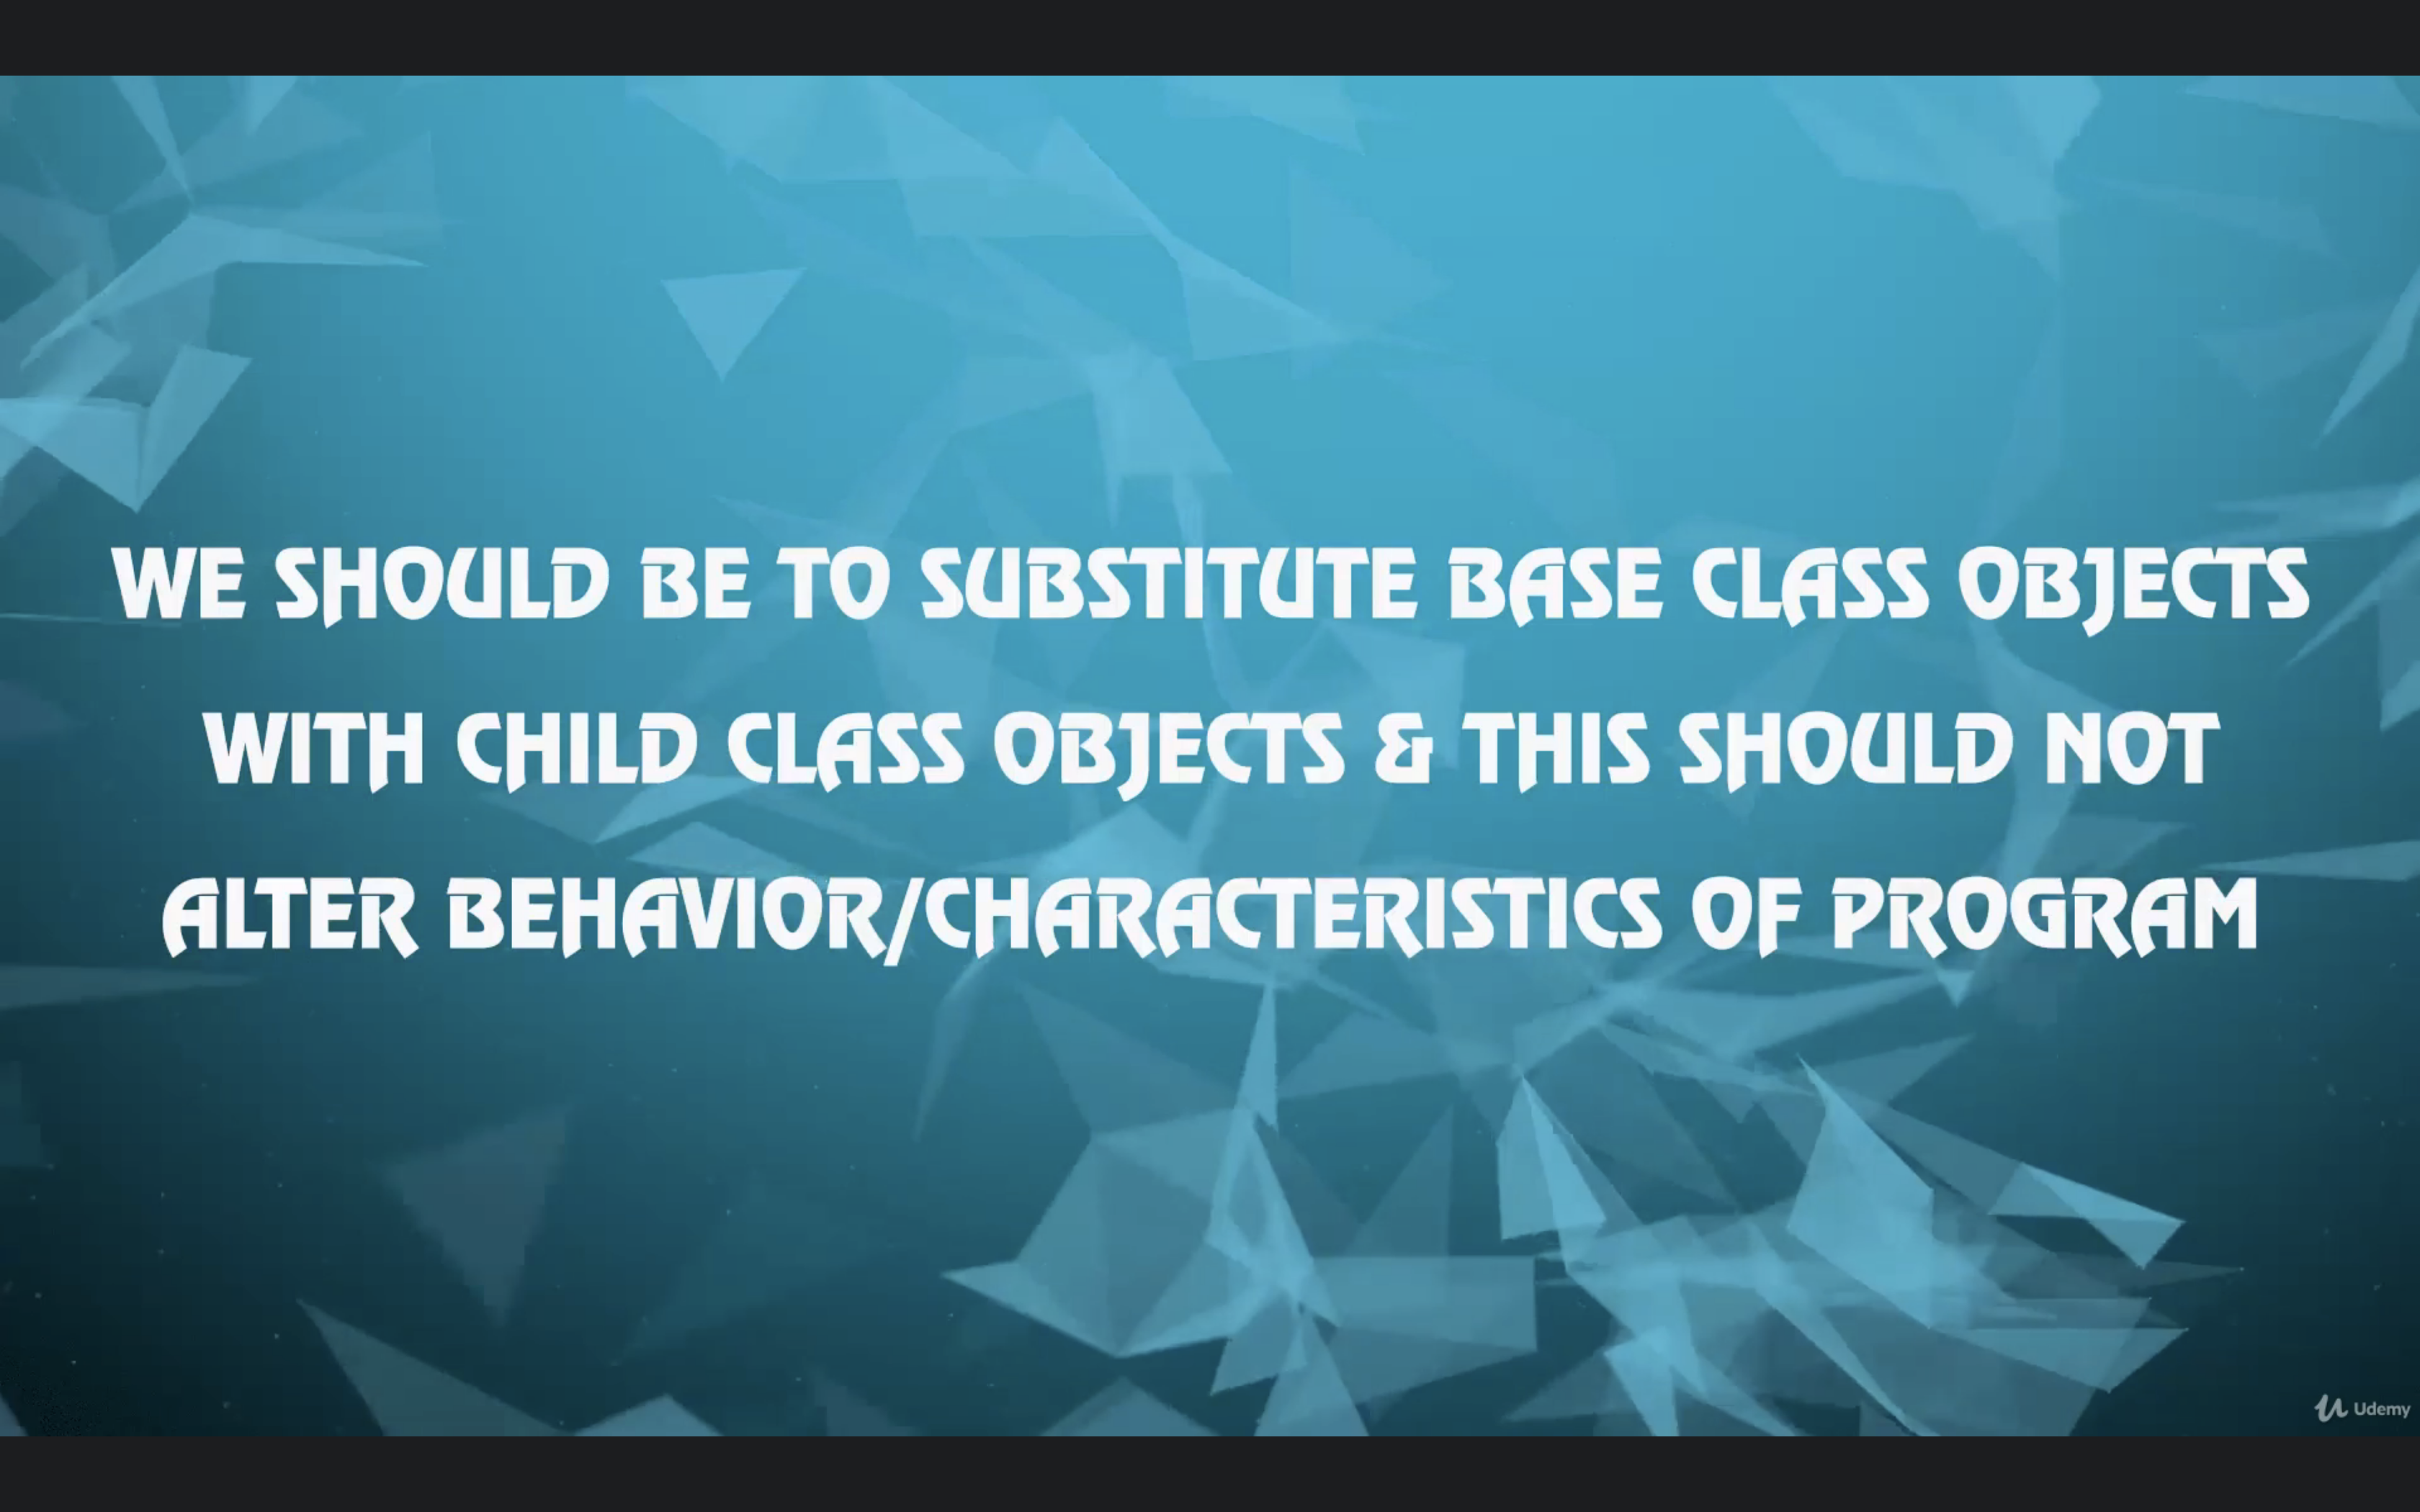 WE SHOULD BE TO SUBSTITUTE BASE CLASS OBJECTS
WITH CHILD CLASS OBJECTS & THIS SHOULD NOT
ALTER BEHAVIOR/CHARACTERISTICS OF PROGRAM
Udemy